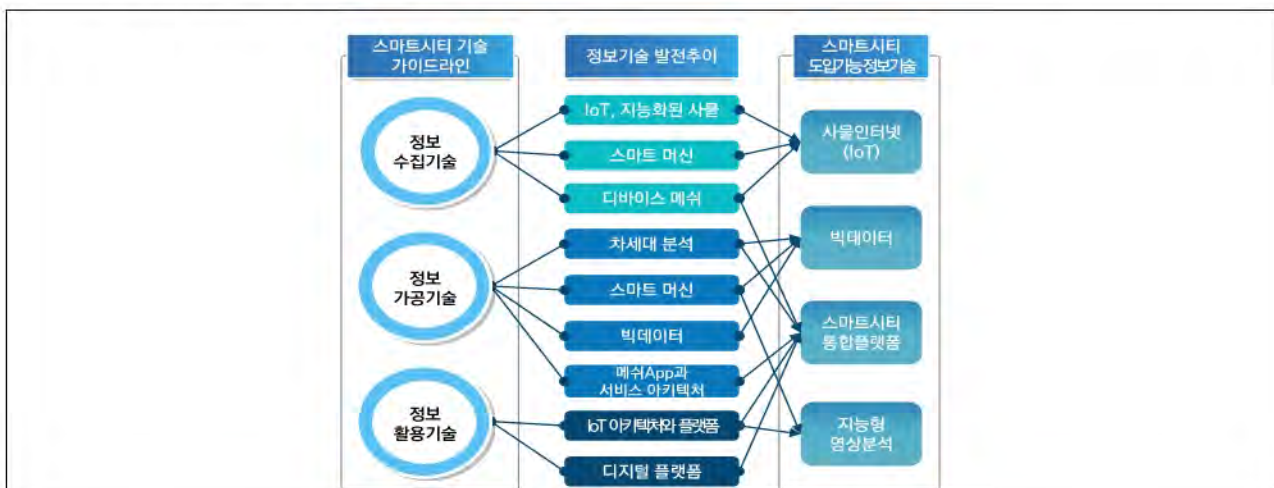 스마트시티 기술
가이드라인
정보
수집기술
정보
가공기술
정보
활용기술
정보기술 발전추이
IoT, 지능화된 사물
스마트 머신
디바이스 메쉬
차세대 분석
스마트 머신
빅데이터
메쉬App과
서비스 아키텍처
IoT 아키텍처와 플랫폼
디지털 플랫폼
스마트시티
도입가능정보기술
사물인터넷
(IoT)
빅데이터
스마트시티
통합플랫폼
지능형
영상분석